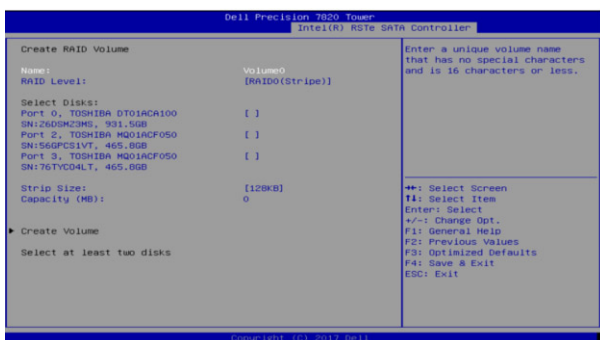 Dell Precision 7820 Tower
Intel(R) RSTe SATA Controller
Create RAID Volume
Name: Volume0
RAID Level: [RAID0(Stripe)]
Select Disks:
Port 0, TOSHIBA DT01ACA100 [ ]
SN:Z6DSMZ3MS, 931.5GB
Port 2, TOSHIBA MQ01ACF050 [ ]
SN:56GPCS1VT, 465.8GB
Port 3, TOSHIBA MQ01ACF050 [ ]
SN:76TYC04LT, 465.8GB
Strip Size: [128KB]
Capacity (MB): 0
► Create Volume
Select at least two disks
Enter a unique volume name
that has no special characters
and is 16 characters or less.
→←: Select Screen
↑↓: Select Item
Enter: Select
+/-: Change Opt.
F1: General Help
F2: Previous Values
F3: Optimized Defaults
F4: Save & Exit
ESC: Exit
Copyright (C) 2017 Dell